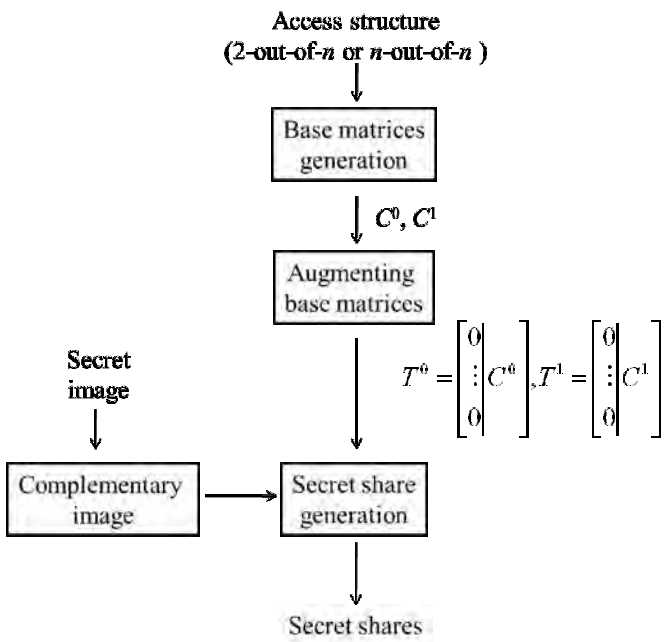 Access structure
(2-out-of-n or n-out-of-n )
Base matrices
generation
C⁰, C¹
Augmenting
base matrices
T⁰ = [0 ⋮ 0 | C⁰], T¹ = [0 ⋮ 0 | C¹]
Secret
image
Complementary
image
Secret share
generation
Secret shares